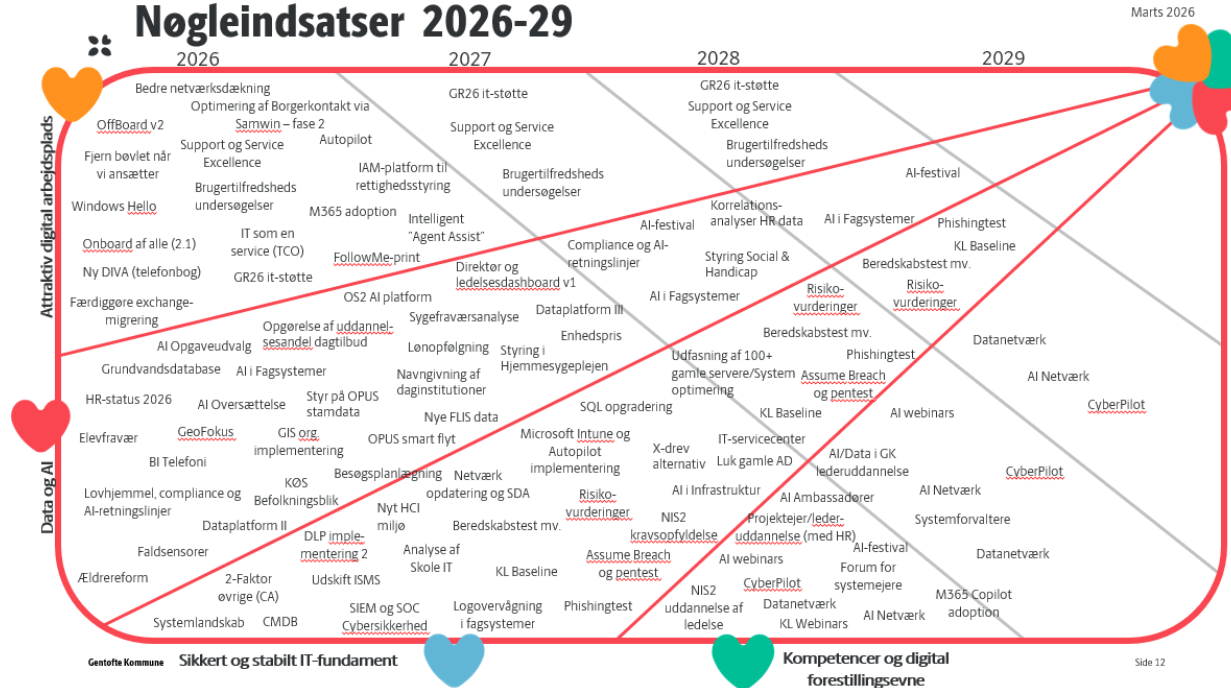 Nøgleindsatser 2026-29
Marts 2026
2026
2027
2028
2029
Attraktiv digital arbejdsplads
Bedre netværksdækning
Optimering af Borgerkontakt via
Samwin – fase 2
OffBoard v2
Autopilot
Support og Service
Excellence
Fjern bøvlet når
vi ansætter
IAM-platform til
rettighedsstyring
Brugertilfredsheds
undersøgelser
Windows Hello
M365 adoption
Intelligent
"Agent Assist"
IT som en
service (TCO)
Onboard af alle (2.1)
FollowMe-print
Ny DIVA (telefonbog)
GR26 it-støtte
Færdiggøre exchange-
migrering
GR26 it-støtte
Support og Service
Excellence
Brugertilfredsheds
undersøgelser
GR26 it-støtte
Support og Service
Excellence
Brugertilfredsheds
undersøgelser
AI-festival
Data og AI
OS2 AI platform
Opgørelse af uddannel-
sesandel dagtilbud
AI Opgaveudvalg
Grundvandsdatabase
AI i Fagsystemer
HR-status 2026
AI Oversættelse
Styr på OPUS
stamdata
Elevfravær
GeoFokus
GIS org.
implementering
BI Telefoni
KØS
Befolkningsblik
Lovhjemmel, compliance og
AI-retningslinjer
Dataplatform II
Faldsensorer
Ældrereform
Direktør og
ledelsesdashboard v1
Sygefraværsanalyse
Dataplatform III
Enhedspris
Lønopfølgning
Styring i
Hjemmesygeplejen
Navngivning af
daginstitutioner
Nye FLIS data
OPUS smart flyt
Besøgsplanlægning
AI-festival
Compliance og AI-
retningslinjer
Korrelations-
analyser HR data
AI i Fagsystemer
Styring Social &
Handicap
AI i Fagsystemer
Phishingtest
KL Baseline
Beredskabstest mv.
Risiko-
vurderinger
Risiko-
vurderinger
Beredskabstest mv.
Udfasning af 100+
gamle servere/System
optimering
Phishingtest
Assume Breach
og pentest
KL Baseline
SQL opgradering
Microsoft Intune og
Autopilot
implementering
X-drev
alternativ
IT-servicecenter
Luk gamle AD
Netværk
opdatering og SDA
AI i Infrastruktur
Risiko-
vurderinger
NIS2
kravsopfyldelse
Nyt HCI
miljø
Beredskabstest mv.
DLP imple-
mentering 2
Analyse af
Skole IT
Assume Breach
og pentest
KL Baseline
2-Faktor
øvrige (CA)
Udskift ISMS
SIEM og SOC
Cybersikkerhed
Logovervågning
i fagsystemer
Phishingtest
Systemlandskab
CMDB
Datanetværk
AI Netværk
CyberPilot
AI webinars
AI/Data i GK
lederuddannelse
CyberPilot
AI Ambassadører
AI Netværk
Projektejer/leder-
uddannelse (med HR)
Systemforvaltere
AI webinars
AI-festival
Datanetværk
CyberPilot
Forum for
systemejere
NIS2
uddannelse af
ledelse
Datanetværk
KL Webinars
AI Netværk
M365 Copilot
adoption
Gentofte Kommune
Sikkert og stabilt IT-fundament
Kompetencer og digital
forestillingsevne
Side 12